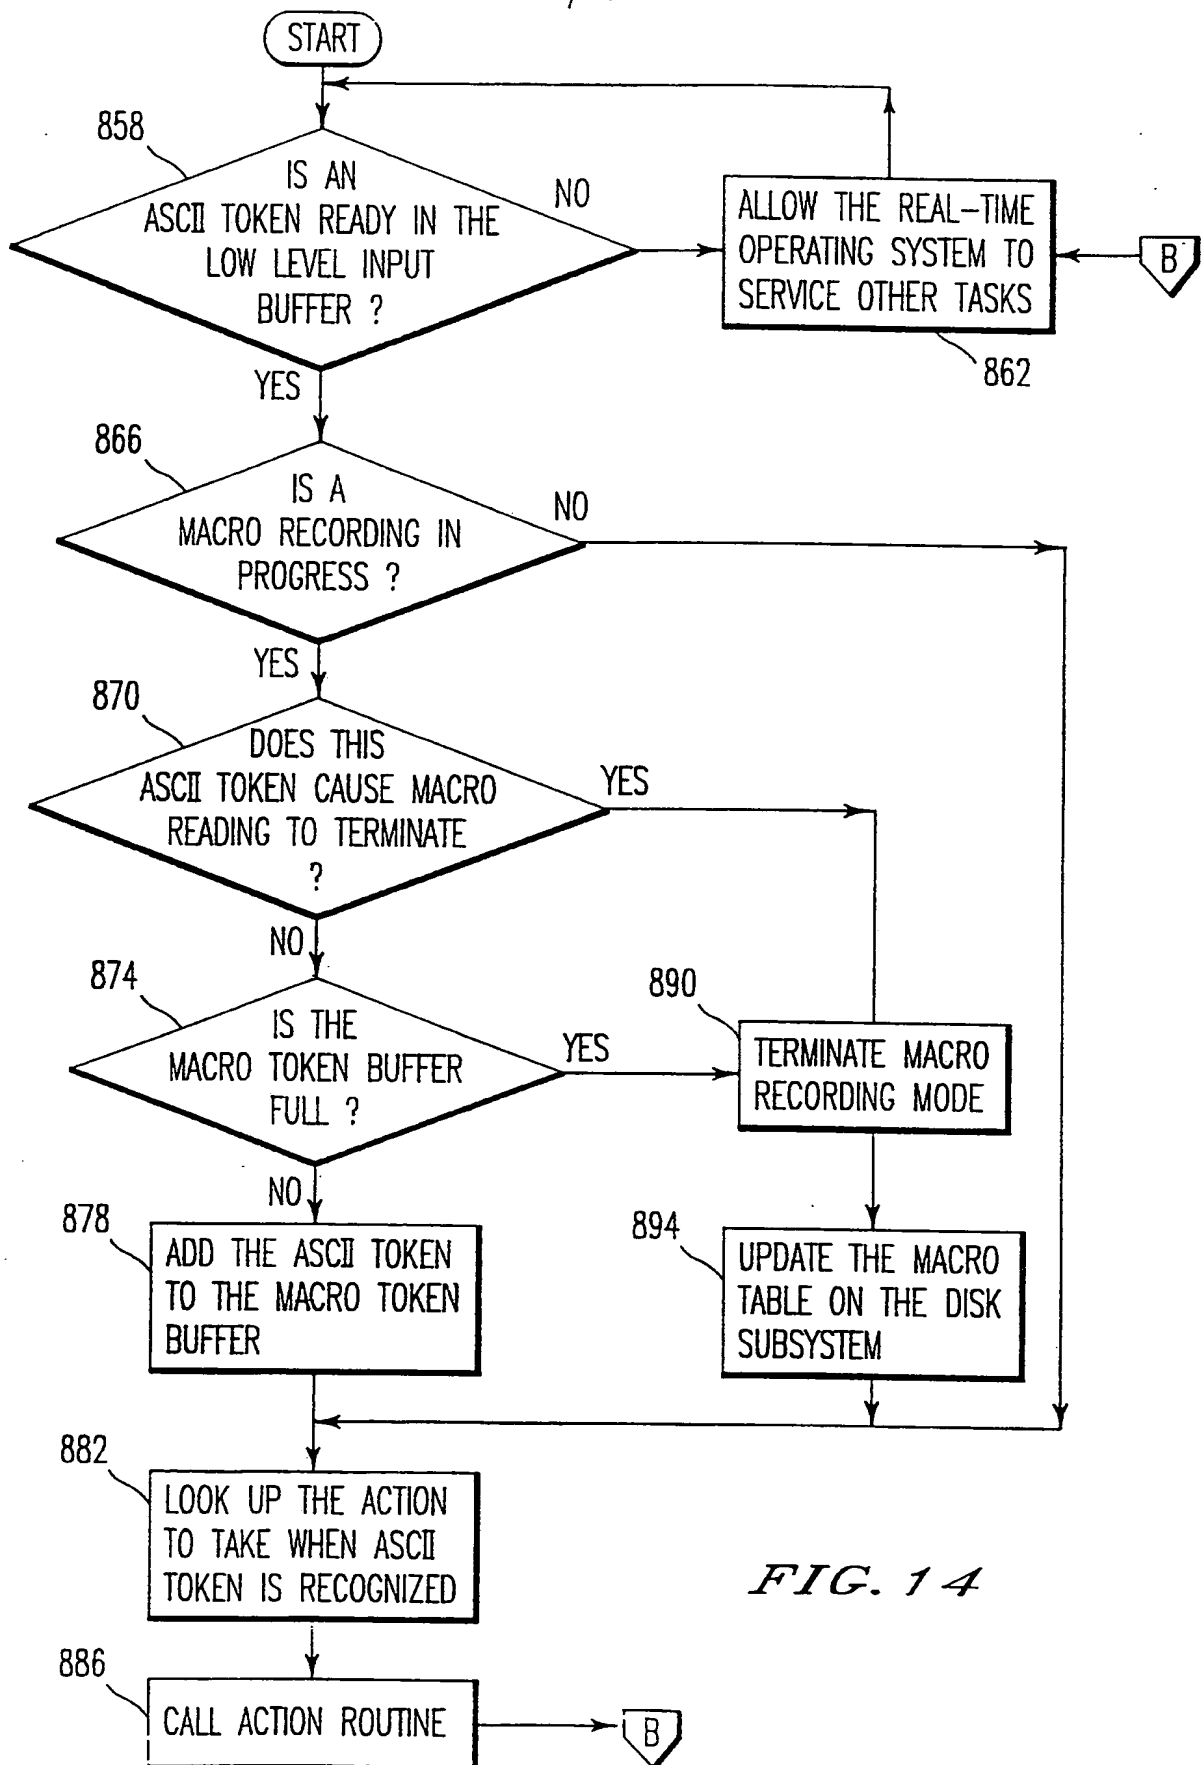 START
858
IS AN
ASCII TOKEN READY IN THE
LOW LEVEL INPUT
BUFFER ?
NO
ALLOW THE REAL-TIME
OPERATING SYSTEM TO
SERVICE OTHER TASKS
B
862
YES
866
IS A
MACRO RECORDING IN
PROGRESS ?
NO
YES
870
DOES THIS
ASCII TOKEN CAUSE MACRO
READING TO TERMINATE
?
YES
NO
874
IS THE
MACRO TOKEN BUFFER
FULL ?
YES
890
TERMINATE MACRO
RECORDING MODE
NO
878
ADD THE ASCII TOKEN
TO THE MACRO TOKEN
BUFFER
894
UPDATE THE MACRO
TABLE ON THE DISK
SUBSYSTEM
882
LOOK UP THE ACTION
TO TAKE WHEN ASCII
TOKEN IS RECOGNIZED
FIG. 14
886
CALL ACTION ROUTINE
B